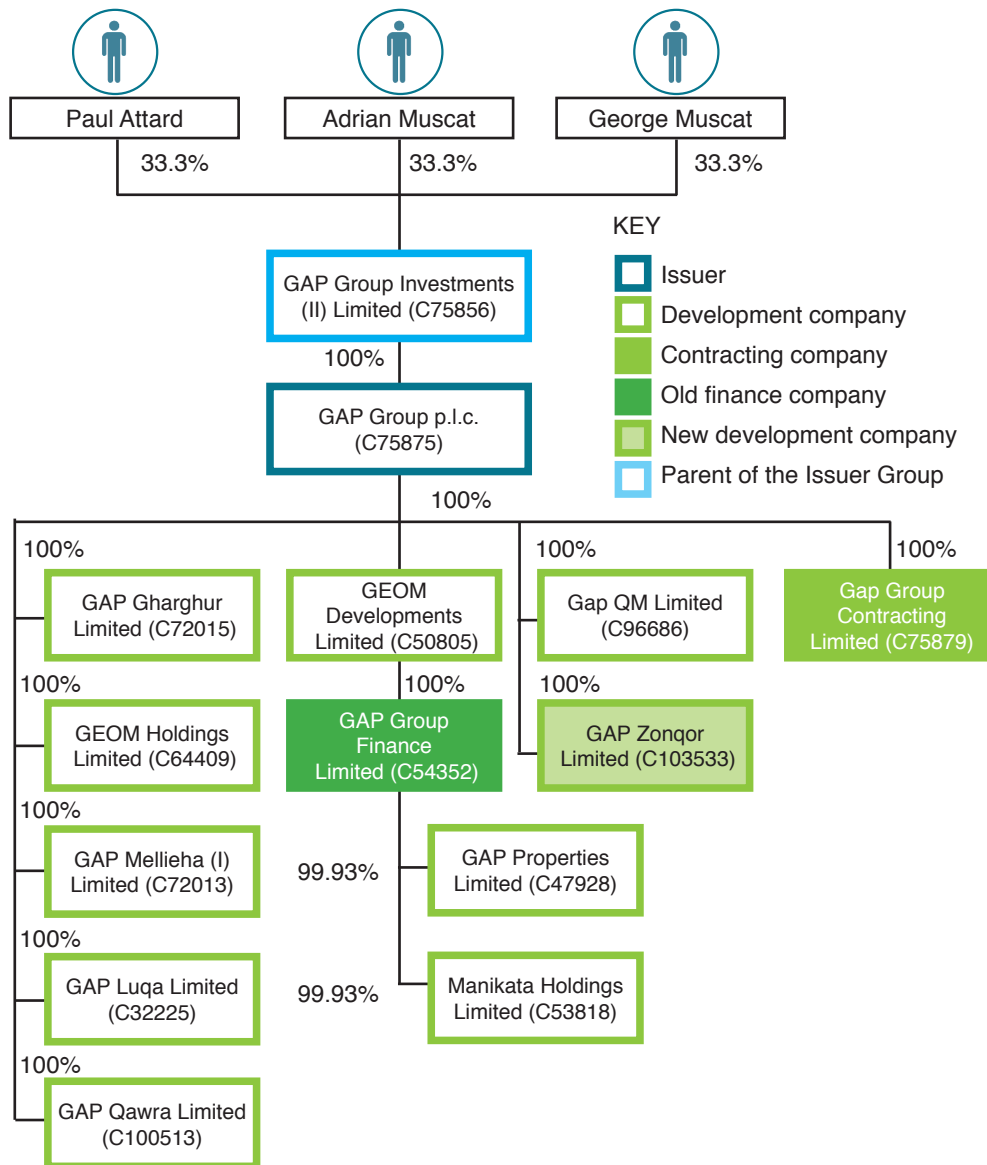 Paul Attard
Adrian Muscat
George Muscat
33.3%
33.3%
33.3%
KEY
Issuer
Development company
Contracting company
Old finance company
New development company
Parent of the Issuer Group
GAP Group Investments
(II) Limited (C75856)
100%
GAP Group p.l.c.
(C75875)
100%
100%
GAP Gharghur
Limited (C72015)
GEOM
Developments
Limited (C50805)
100%
Gap QM Limited
(C96686)
100%
Gap Group
Contracting
Limited (C75879)
100%
GEOM Holdings
Limited (C64409)
100%
GAP Group
Finance
Limited (C54352)
100%
GAP Zonqor
Limited (C103533)
100%
GAP Mellieha (I)
Limited (C72013)
99.93%
GAP Properties
Limited (C47928)
100%
GAP Luqa Limited
(C32225)
99.93%
Manikata Holdings
Limited (C53818)
100%
GAP Qawra Limited
(C100513)